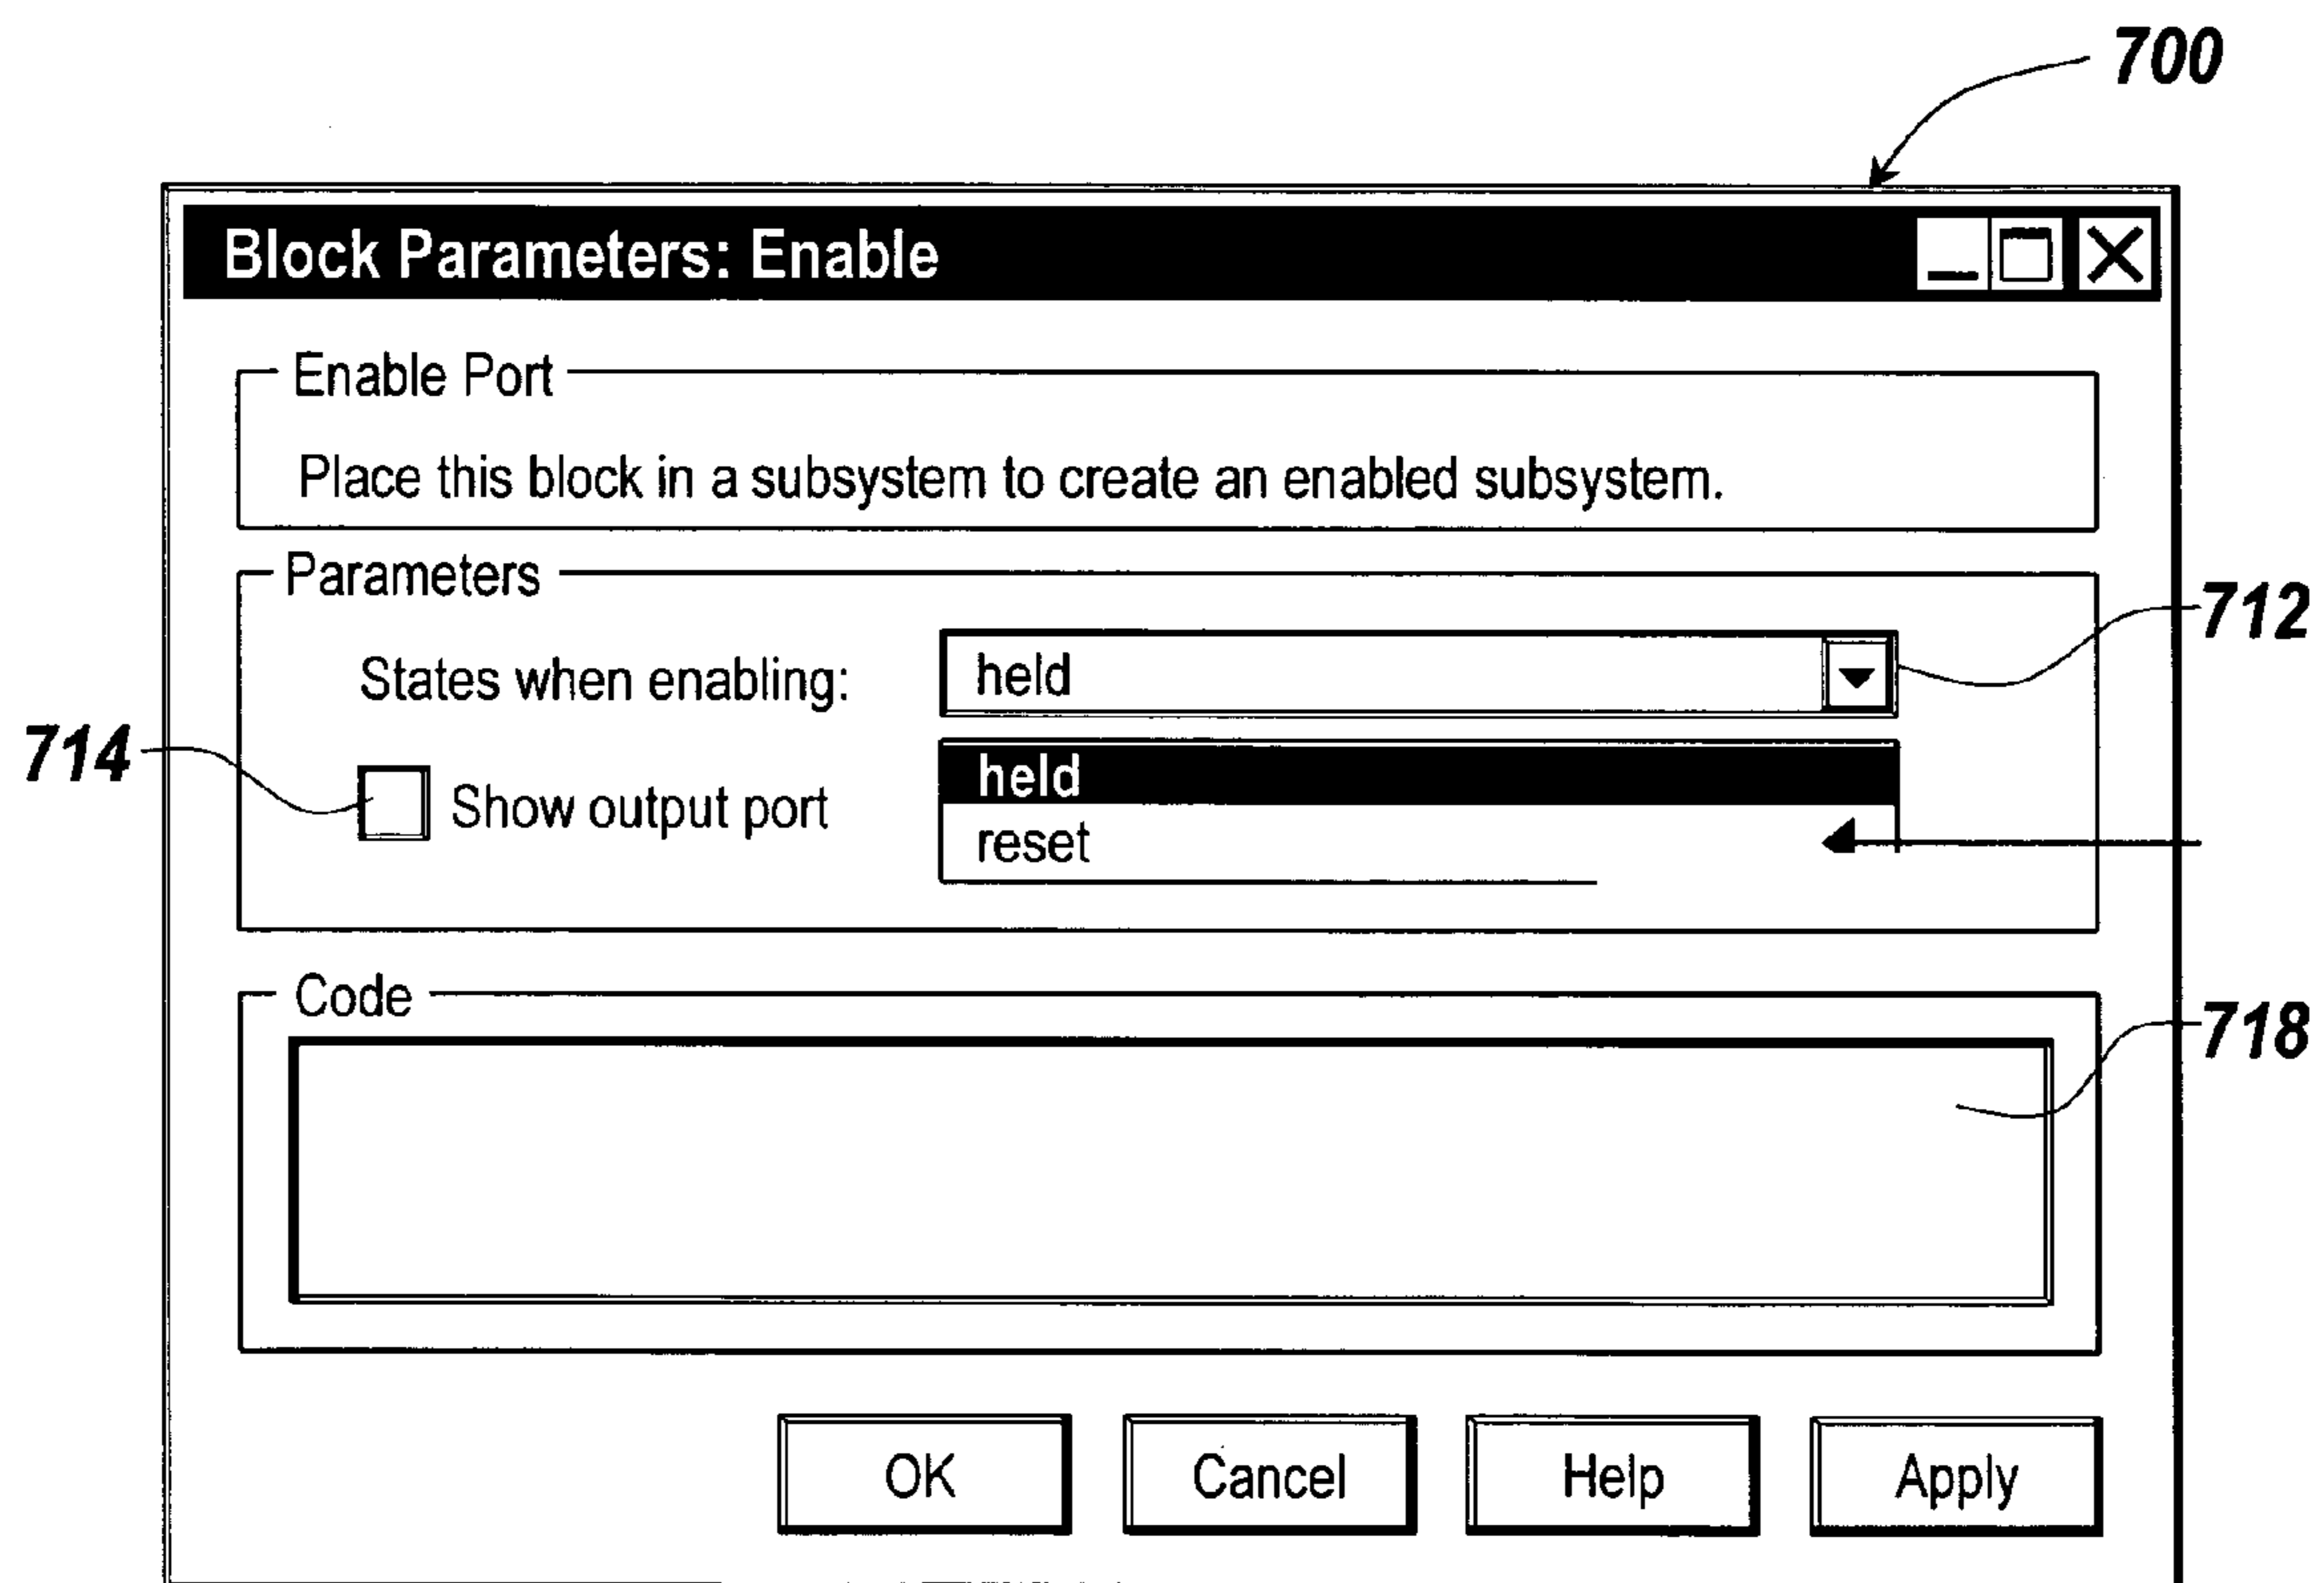 700
Block Parameters: Enable
Enable Port
Place this block in a subsystem to create an enabled subsystem.
Parameters
712
States when enabling:
held
714
held
Show output port
reset
Code
718
OK
Cancel
Help
Apply